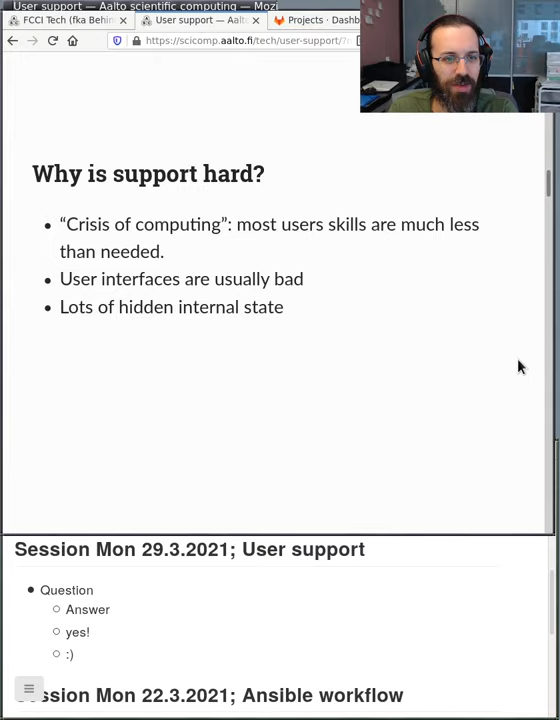 User support — Aalto scientific computing — Mozi
FCCI Tech (fka Behin
User support — Aalt
Projects · Dashb
https://scicomp.aalto.fi/tech/user-support/?
Why is support hard?
• “Crisis of computing”: most users skills are much less
than needed.
• User interfaces are usually bad
• Lots of hidden internal state
Session Mon 29.3.2021; User support
• Question
○ Answer
○ yes!
○ :)
ssion Mon 22.3.2021; Ansible workflow